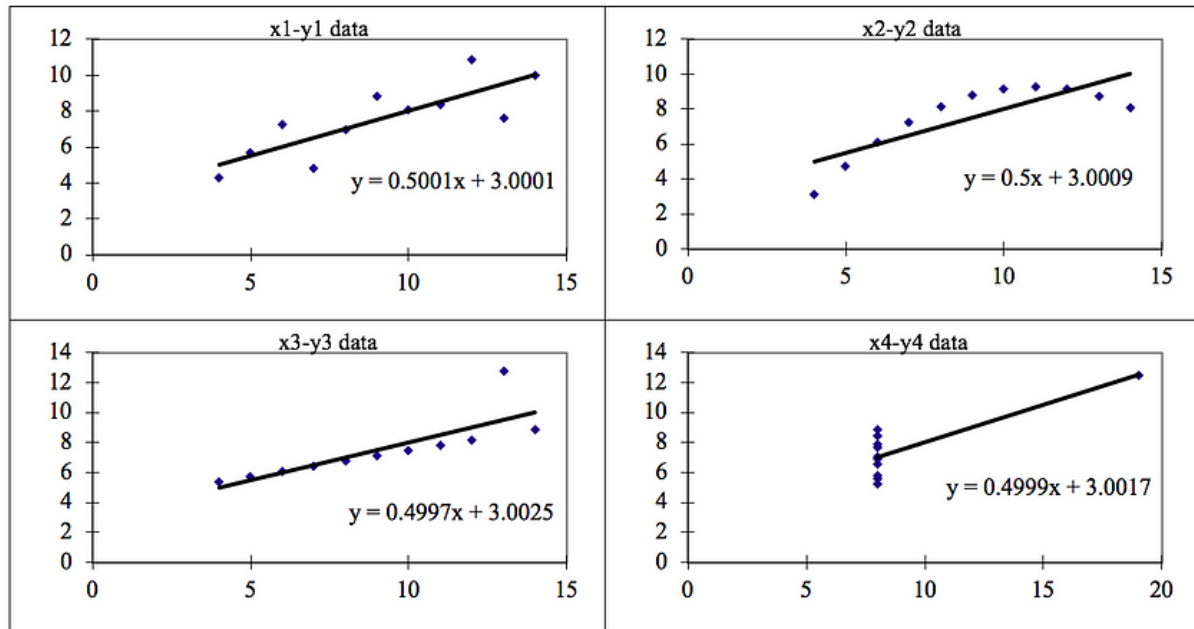 x1-y1 data
12
10
8
6
4
2
0
0 5 10 15
y = 0.5001x + 3.0001
x2-y2 data
12
10
8
6
4
2
0
0 5 10 15
y = 0.5x + 3.0009
x3-y3 data
14
12
10
8
6
4
2
0
0 5 10 15
y = 0.4997x + 3.0025
x4-y4 data
14
12
10
8
6
4
2
0
0 5 10 15 20
y = 0.4999x + 3.0017